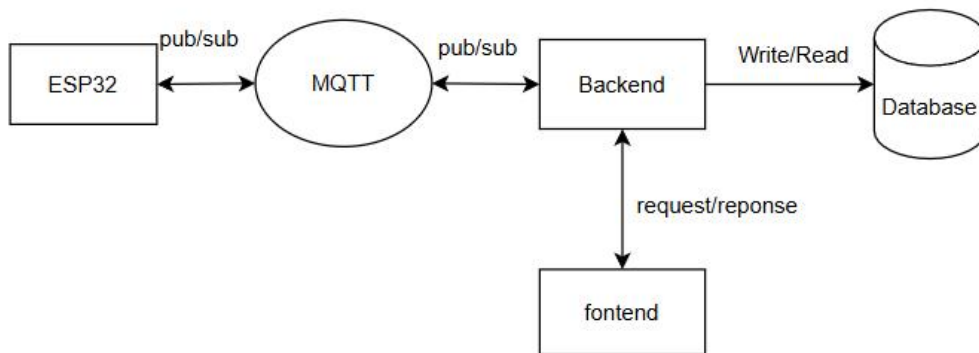 pub/sub
pub/sub
ESP32
MQTT
Backend
Write/Read
Database
request/reponse
fontend